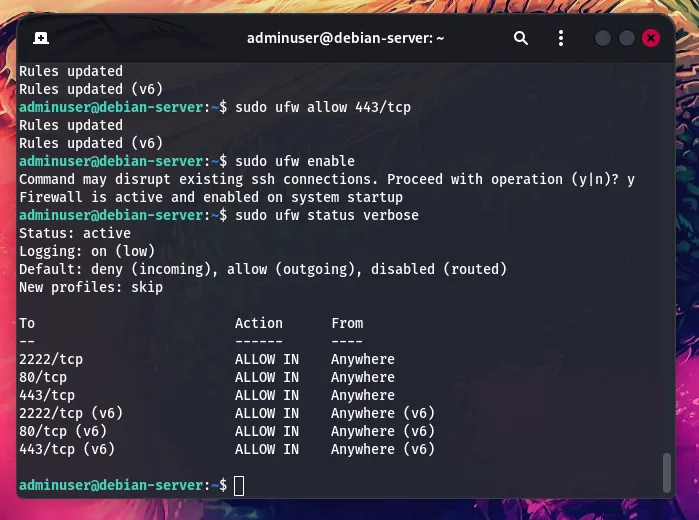 adminuser@debian-server: ~
Rules updated
Rules updated (v6)
adminuser@debian-server:~$ sudo ufw allow 443/tcp
Rules updated
Rules updated (v6)
adminuser@debian-server:~$ sudo ufw enable
Command may disrupt existing ssh connections. Proceed with operation (y|n)? y
Firewall is active and enabled on system startup
adminuser@debian-server:~$ sudo ufw status verbose
Status: active
Logging: on (low)
Default: deny (incoming), allow (outgoing), disabled (routed)
New profiles: skip
To                         Action      From
--                         ------      ----
2222/tcp                   ALLOW IN    Anywhere
80/tcp                     ALLOW IN    Anywhere
443/tcp                    ALLOW IN    Anywhere
2222/tcp (v6)              ALLOW IN    Anywhere (v6)
80/tcp (v6)                ALLOW IN    Anywhere (v6)
443/tcp (v6)               ALLOW IN    Anywhere (v6)
adminuser@debian-server:~$